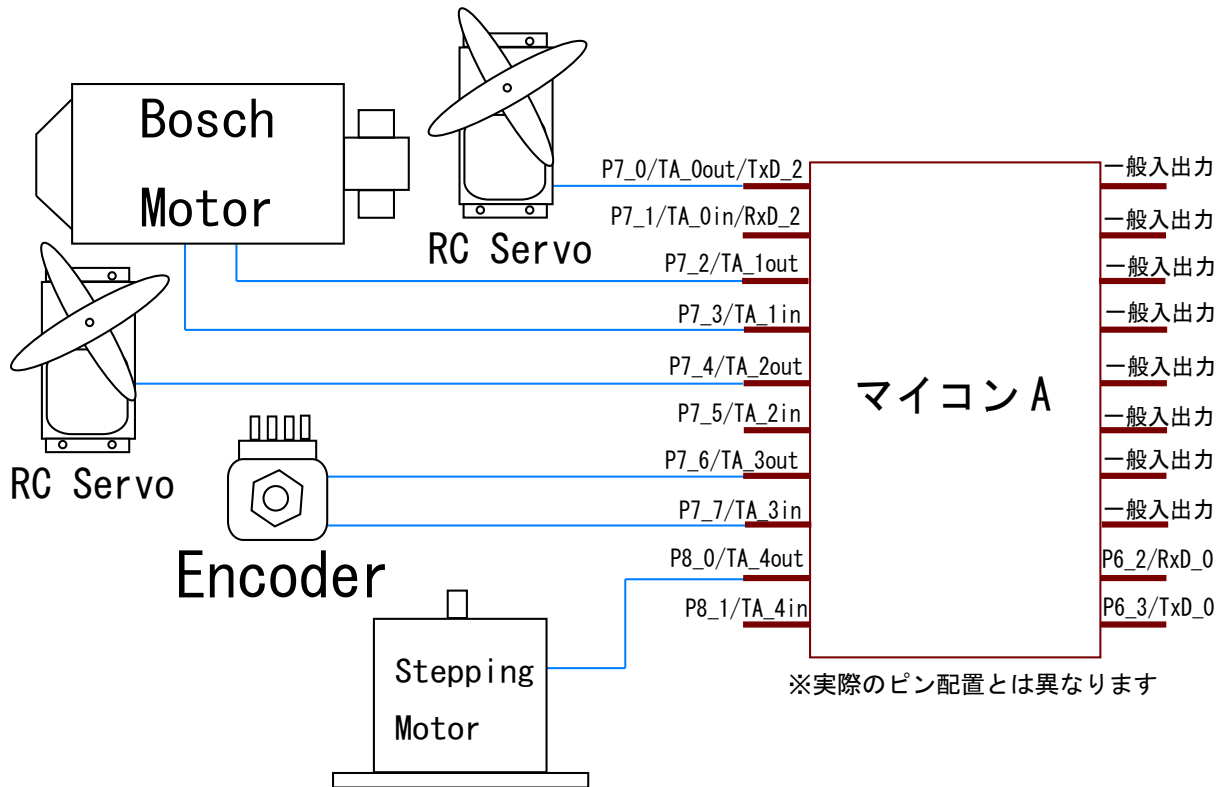 Bosch
Motor
RC Servo
RC Servo
Encoder
Stepping
Motor
P7_0/TA_0out/TxD_2
P7_1/TA_0in/RxD_2
P7_2/TA_1out
P7_3/TA_1in
P7_4/TA_2out
P7_5/TA_2in
P7_6/TA_3out
P7_7/TA_3in
P8_0/TA_4out
P8_1/TA_4in
マイコンA
一般入出力
一般入出力
一般入出力
一般入出力
一般入出力
一般入出力
一般入出力
一般入出力
P6_2/RxD_0
P6_3/TxD_0
※実際のピン配置とは異なります